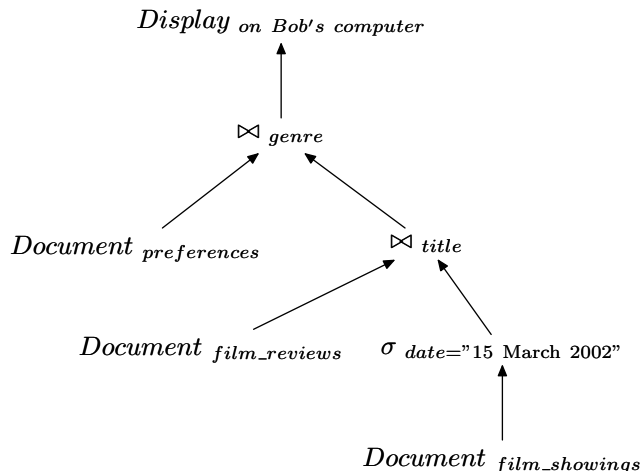 Display on Bob's computer
⋈ genre
Document preferences
⋈ title
Document film_reviews
σ date="15 March 2002"
Document film_showings